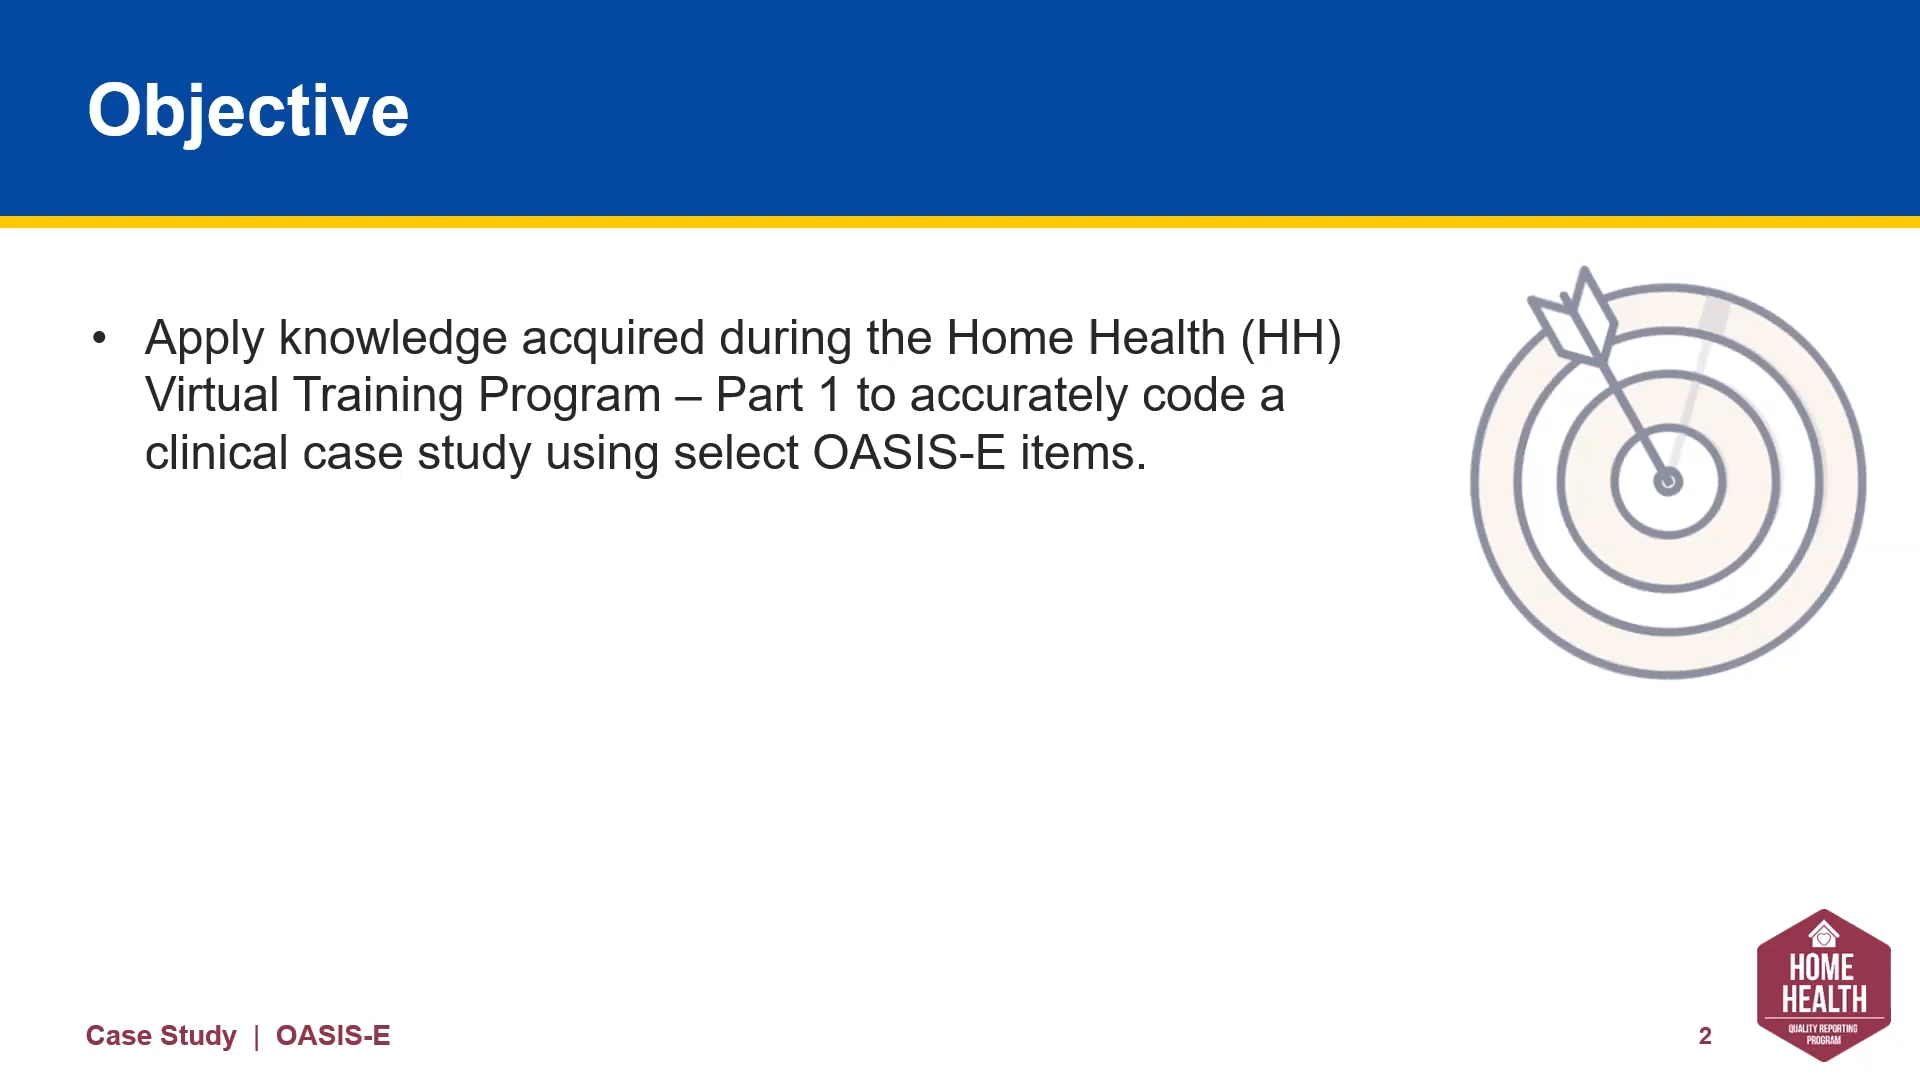 Objective
• Apply knowledge acquired during the Home Health (HH)
Virtual Training Program – Part 1 to accurately code a
clinical case study using select OASIS-E items.
Case Study | OASIS-E
2
HOME
HEALTH
QUALITY REPORTING
PROGRAM